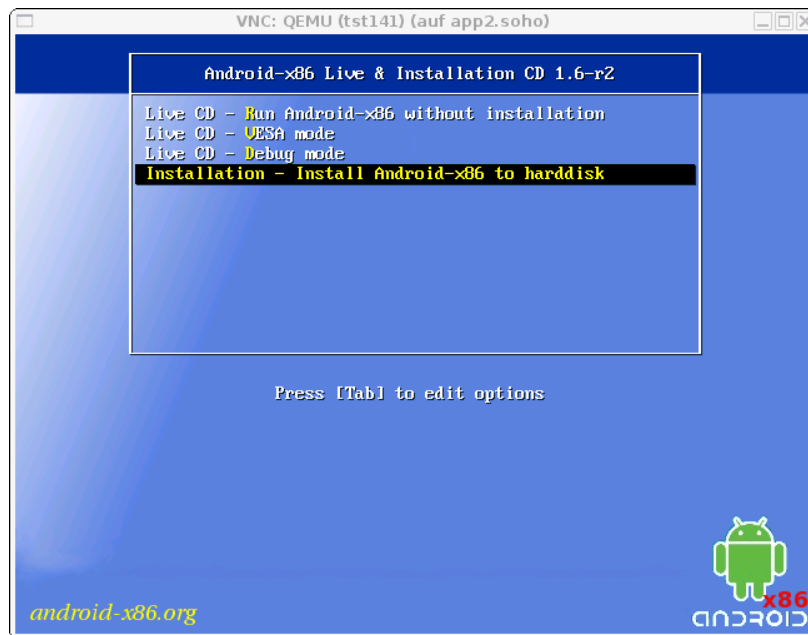 VNC: QEMU (tst141) (auf app2.soho)
Android-x86 Live & Installation CD 1.6-r2
Live CD - Run Android-x86 without installation
Live CD - VESA mode
Live CD - Debug mode
Installation - Install Android-x86 to harddisk
Press [Tab] to edit options
android-x86.org
x86
ANDROID